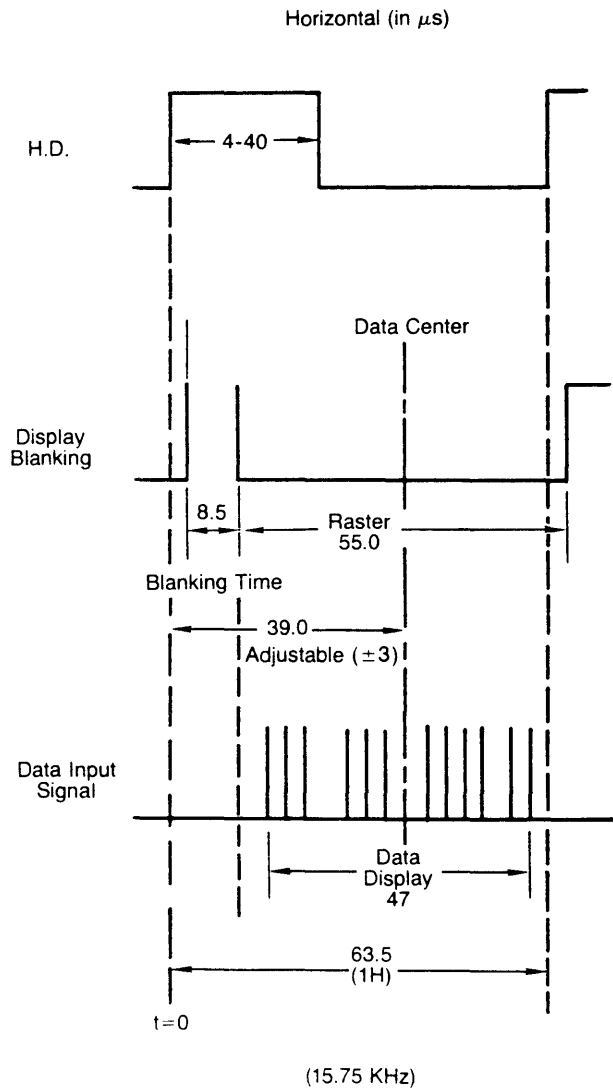 Horizontal (in μs)
H.D.
4-40
Data Center
Display
Blanking
8.5
Raster
55.0
Blanking Time
39.0
Adjustable (±3)
Data Input
Signal
Data
Display
47
63.5
(1H)
t=0
(15.75 KHz)